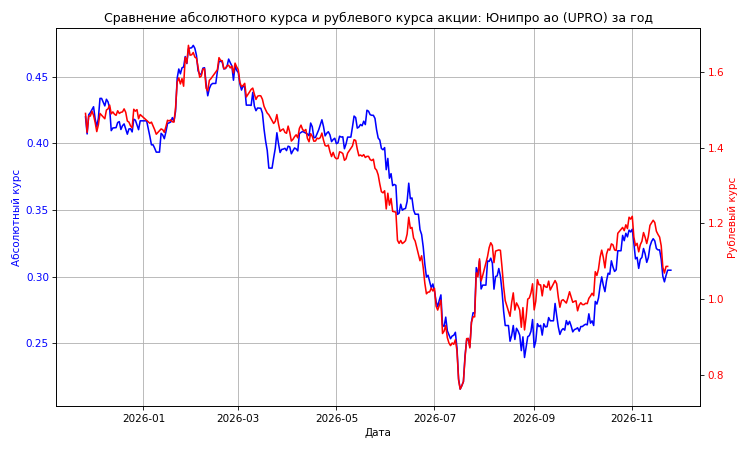 Сравнение абсолютного курса и рублевого курса акции: Юнипро ао (UPRO) за год
0.45
0.40
0.35
0.30
0.25
Абсолютный курс
1.6
1.4
1.2
1.0
0.8
Рублевый курс
2026-01 2026-03 2026-05 2026-07 2026-09 2026-11
Дата